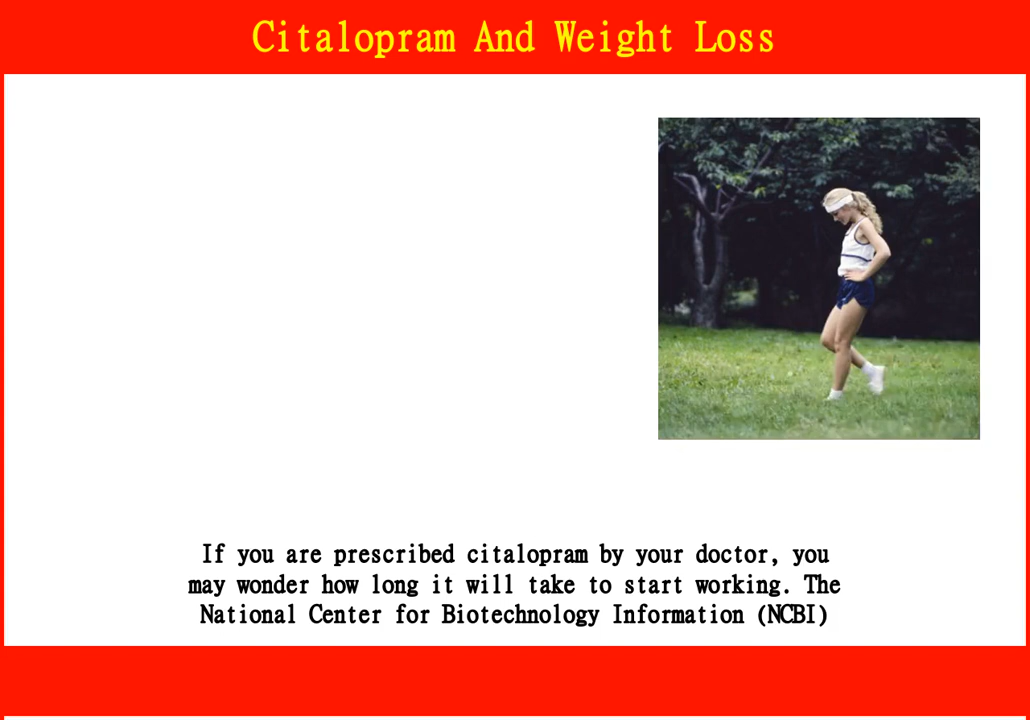 Citalopram And Weight Loss
If you are prescribed citalopram by your doctor, you
may wonder how long it will take to start working. The
National Center for Biotechnology Information (NCBI)